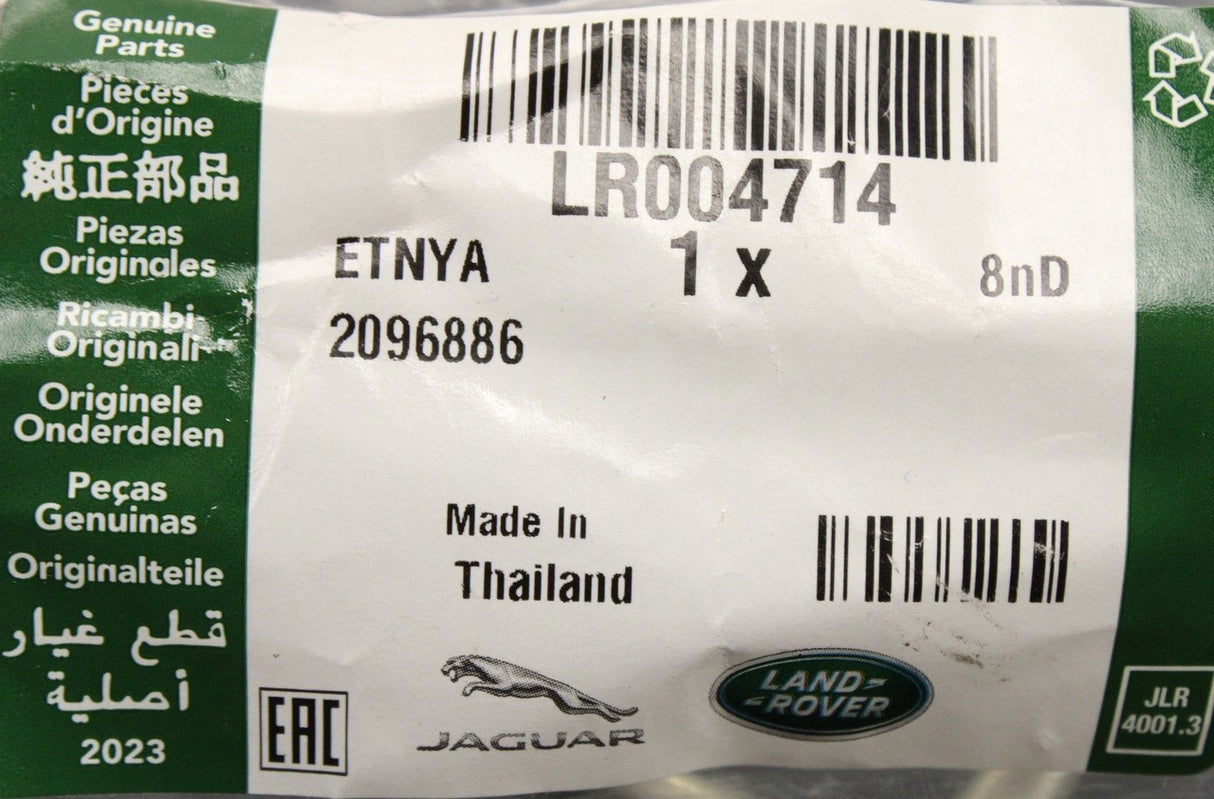 Genuine
Parts
Pièces
d'Origine
純正部品
Piezas
Originales
Ricambi
Originali
Originele
Onderdelen
Peças
Genuinas
Originalteile
قطع غيار
أصلية
2023
LR004714
ETNYA
1 x
8nD
2096886
Made In
Thailand
EAC
JAGUAR
LAND-
-ROVER
JLR
4001.3